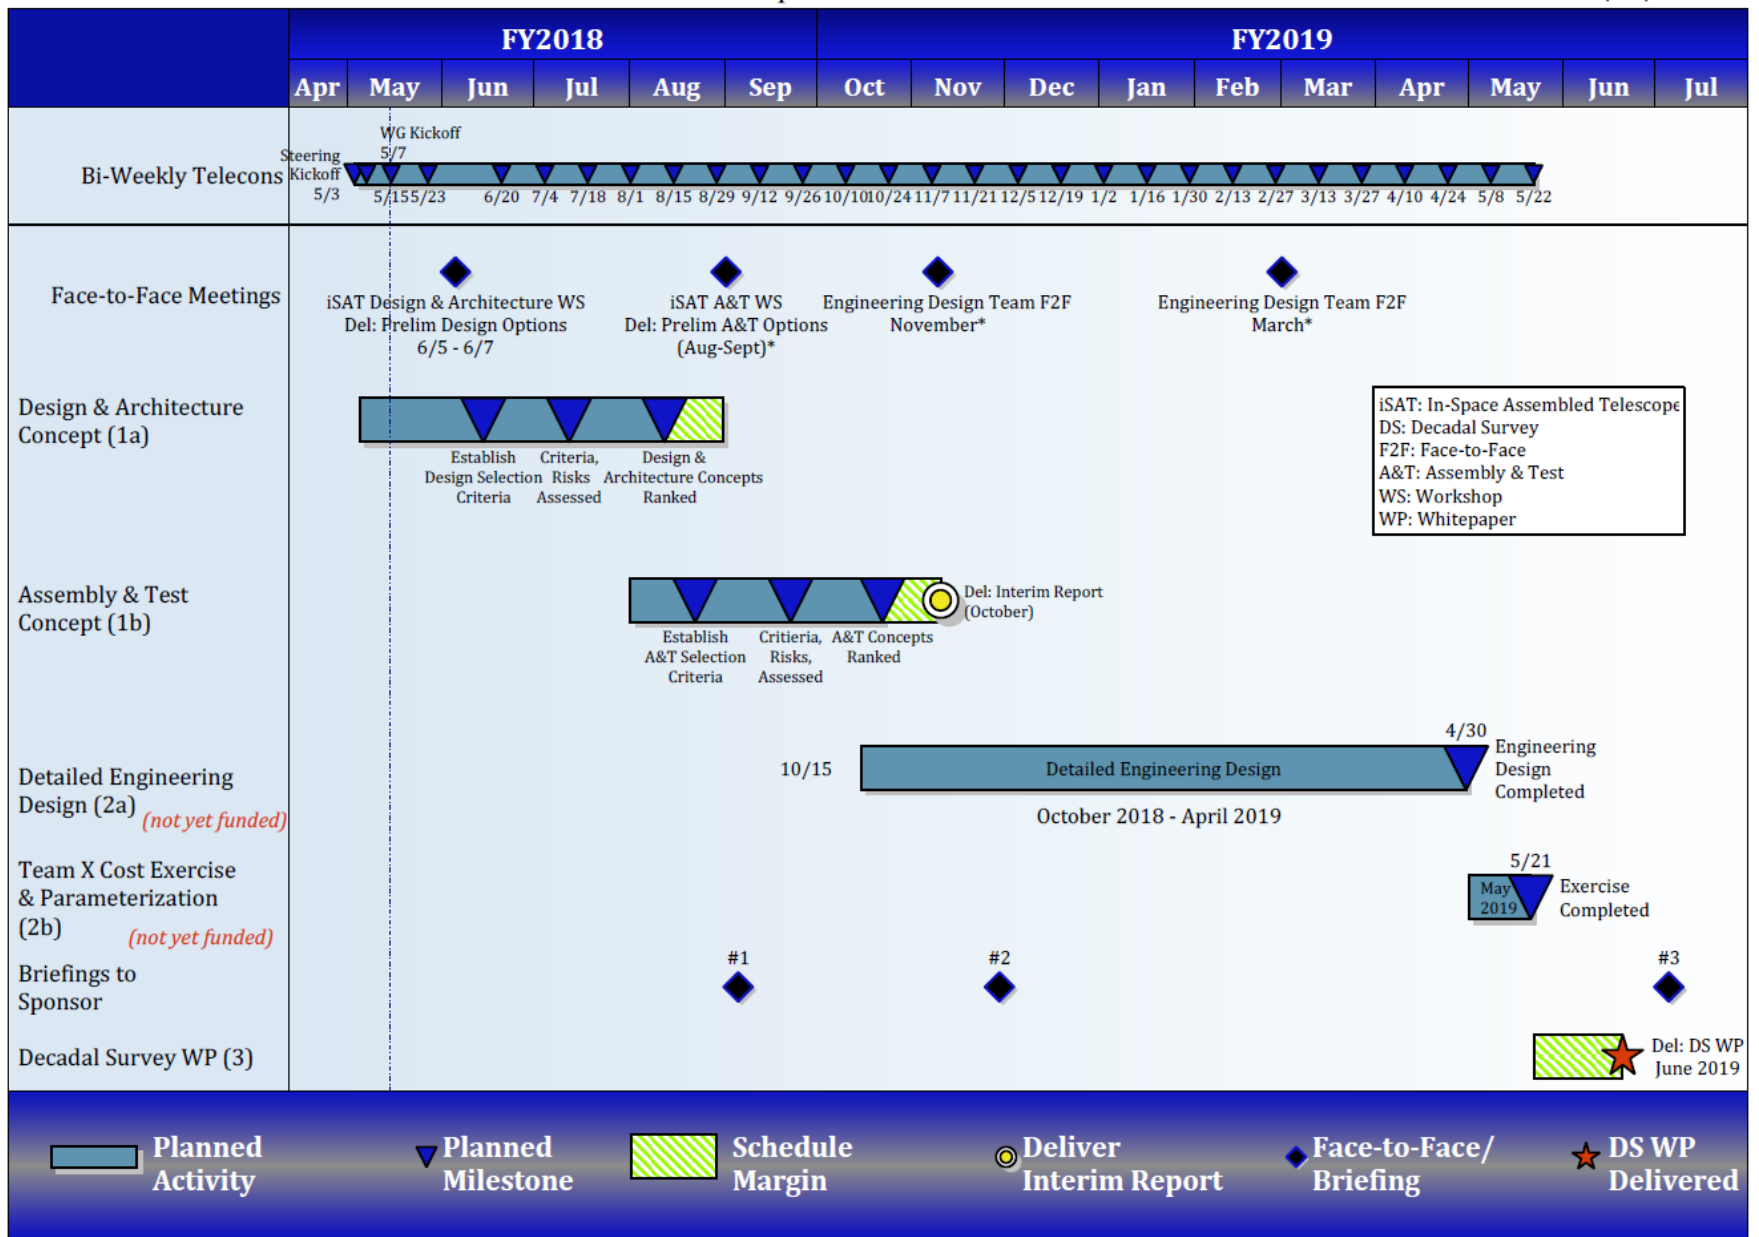 FY2018
FY2019
Apr May Jun Jul Aug Sep Oct Nov Dec Jan Feb Mar Apr May Jun Jul
Bi-Weekly Telecons
Steering
Kickoff
5/3
WG Kickoff
5/7
5/15 5/23 6/20 7/4 7/18 8/1 8/15 8/29 9/12 9/26 10/10 10/24 11/7 11/21 12/5 12/19 1/2 1/16 1/30 2/13 2/27 3/13 3/27 4/10 4/24 5/8 5/22
Face-to-Face Meetings
iSAT Design & Architecture WS
Del: Prelim Design Options
6/5 - 6/7
iSAT A&T WS
Del: Prelim A&T Options
(Aug-Sept)*
Engineering Design Team F2F
November*
Engineering Design Team F2F
March*
Design & Architecture
Concept (1a)
Establish
Design Selection
Criteria
Criteria,
Risks
Assessed
Design &
Architecture Concepts
Ranked
iSAT: In-Space Assembled Telescope
DS: Decadal Survey
F2F: Face-to-Face
A&T: Assembly & Test
WS: Workshop
WP: Whitepaper
Assembly & Test
Concept (1b)
Establish
A&T Selection
Criteria
Critieria,
Risks,
Assessed
A&T Concepts
Ranked
Del: Interim Report
(October)
Detailed Engineering
Design (2a)
(not yet funded)
10/15
Detailed Engineering Design
October 2018 - April 2019
4/30
Engineering
Design
Completed
Team X Cost Exercise
& Parameterization
(2b)
(not yet funded)
May
2019
5/21
Exercise
Completed
Briefings to
Sponsor
#1
#2
#3
Decadal Survey WP (3)
Del: DS WP
June 2019
Planned
Activity
Planned
Milestone
Schedule
Margin
Deliver
Interim Report
Face-to-Face/
Briefing
DS WP
Delivered